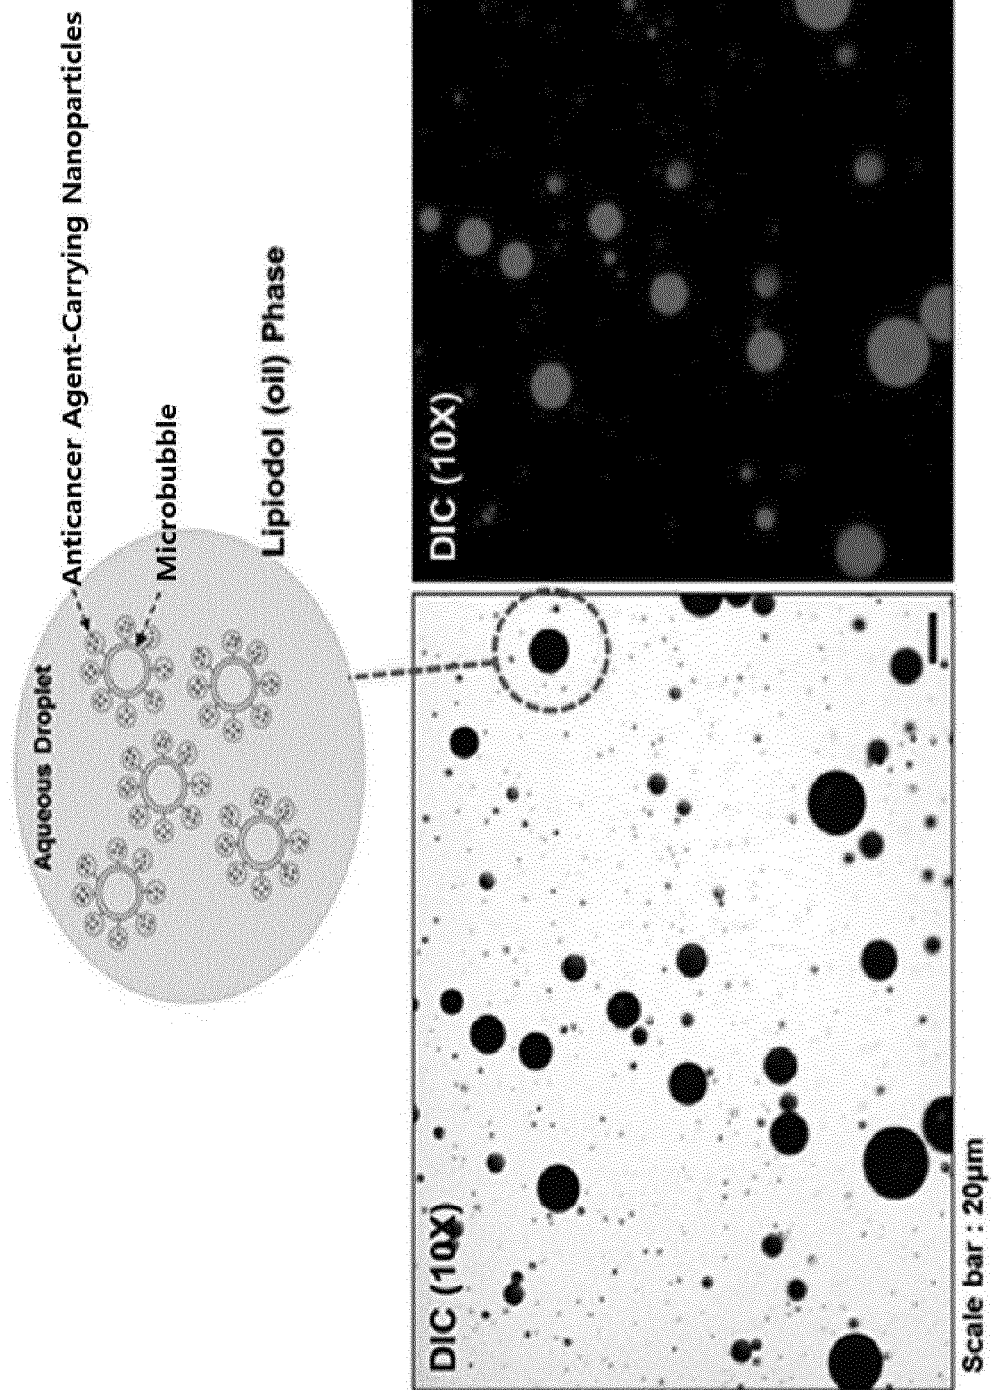 Aqueous Droplet
Anticancer Agent-Carrying Nanoparticles
Microbubble
Lipiodol (oil) Phase
DIC (10X)
DIC (10X)
Scale bar : 20μm